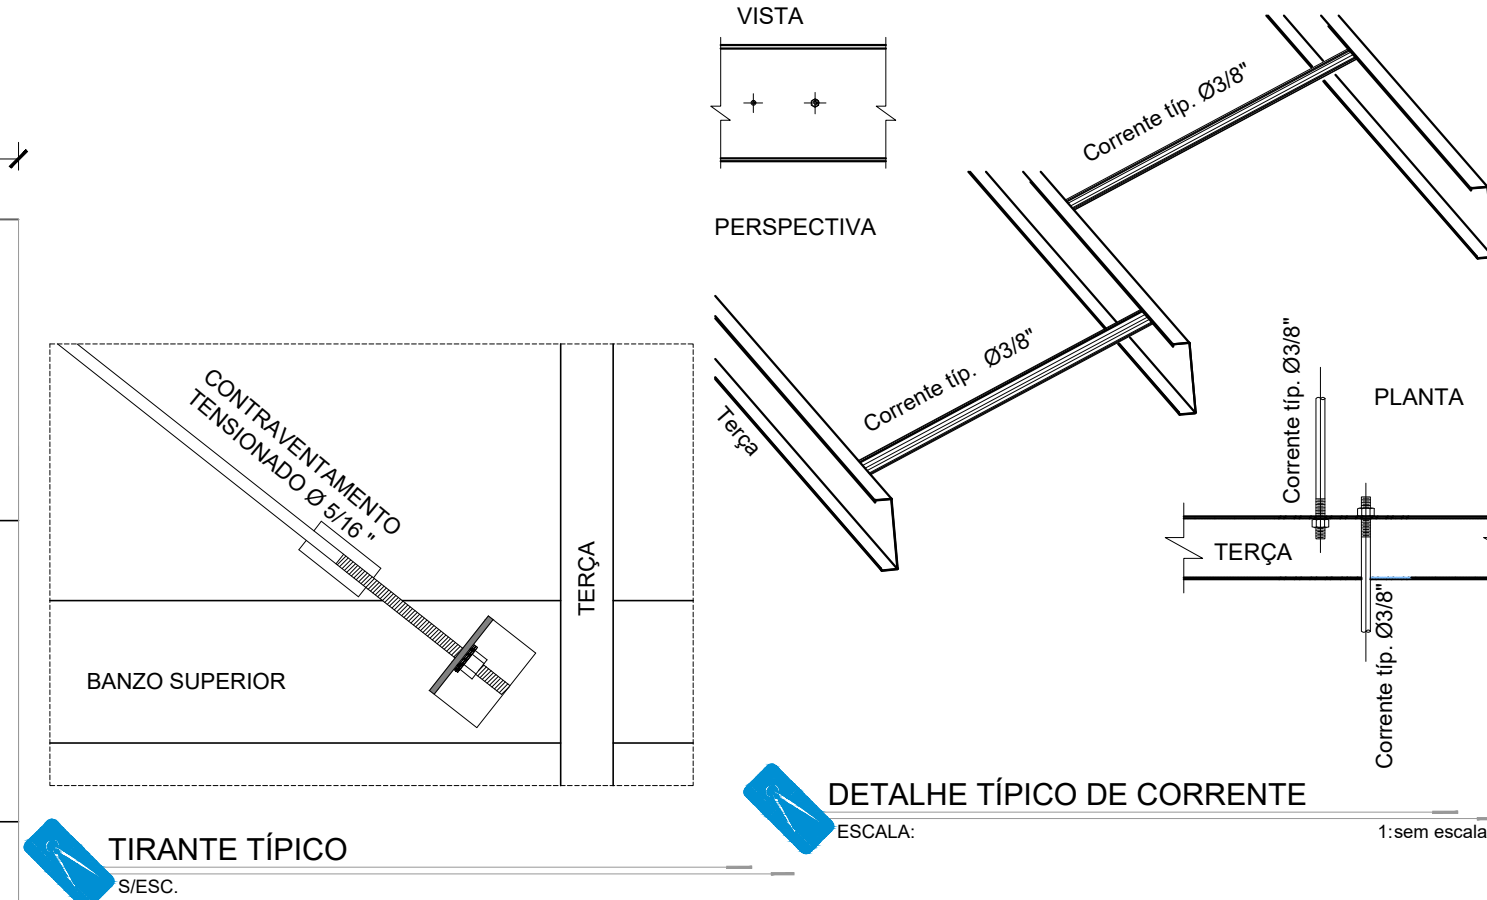 VISTA
Corrente típ. Ø3/8"
PERSPECTIVA
Corrente típ. Ø3/8"
Terça
Corrente típ. Ø3/8"
PLANTA
TERÇA
Corrente típ. Ø3/8"
CONTRAVENTAMENTO
TENSIONADO Ø 5/16 "
TERÇA
BANZO SUPERIOR
DETALHE TÍPICO DE CORRENTE
ESCALA:
1:sem escala
TIRANTE TÍPICO
S/ESC.